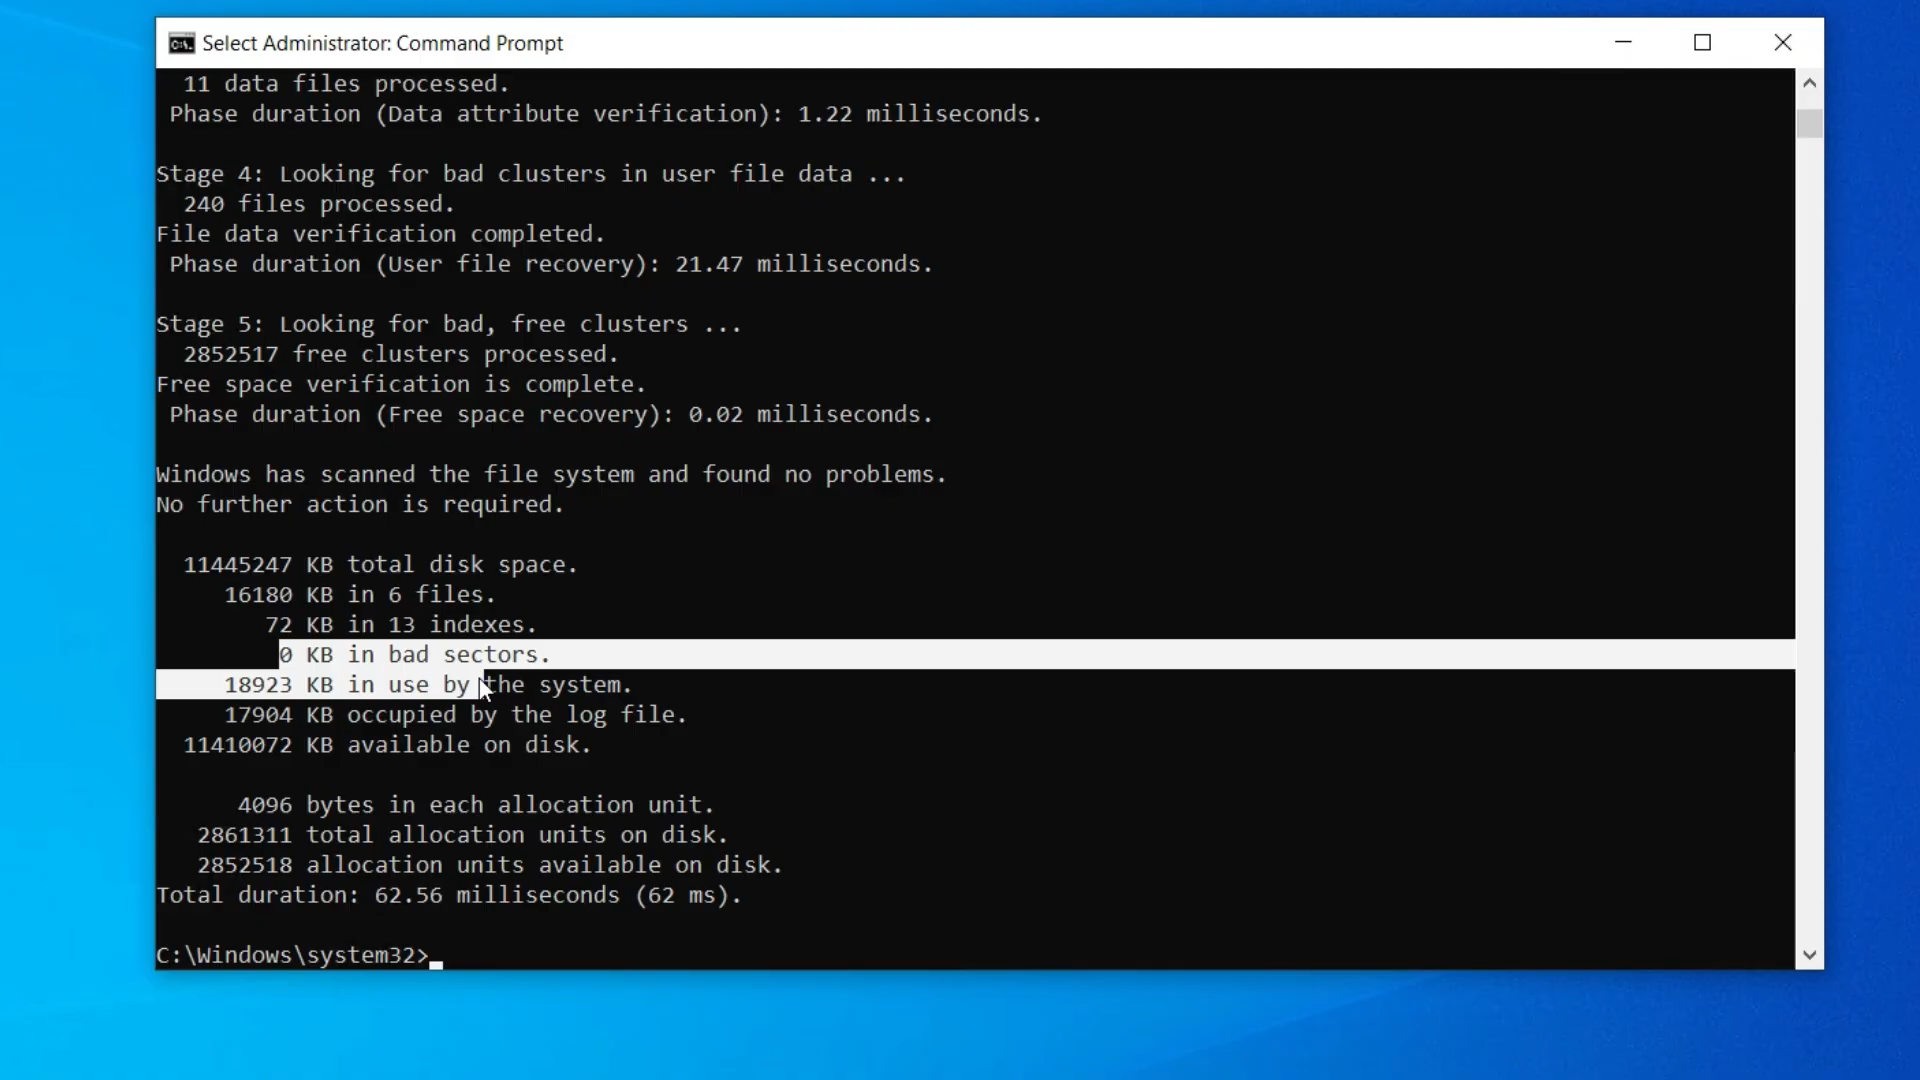 Select Administrator: Command Prompt
11 data files processed.
Phase duration (Data attribute verification): 1.22 milliseconds.
Stage 4: Looking for bad clusters in user file data ...
240 files processed.
File data verification completed.
Phase duration (User file recovery): 21.47 milliseconds.
Stage 5: Looking for bad, free clusters ...
2852517 free clusters processed.
Free space verification is complete.
Phase duration (Free space recovery): 0.02 milliseconds.
Windows has scanned the file system and found no problems.
No further action is required.
11445247 KB total disk space.
16180 KB in 6 files.
72 KB in 13 indexes.
0 KB in bad sectors.
18923 KB in use by the system.
17904 KB occupied by the log file.
11410072 KB available on disk.
4096 bytes in each allocation unit.
2861311 total allocation units on disk.
2852518 allocation units available on disk.
Total duration: 62.56 milliseconds (62 ms).
C:\Windows\system32>